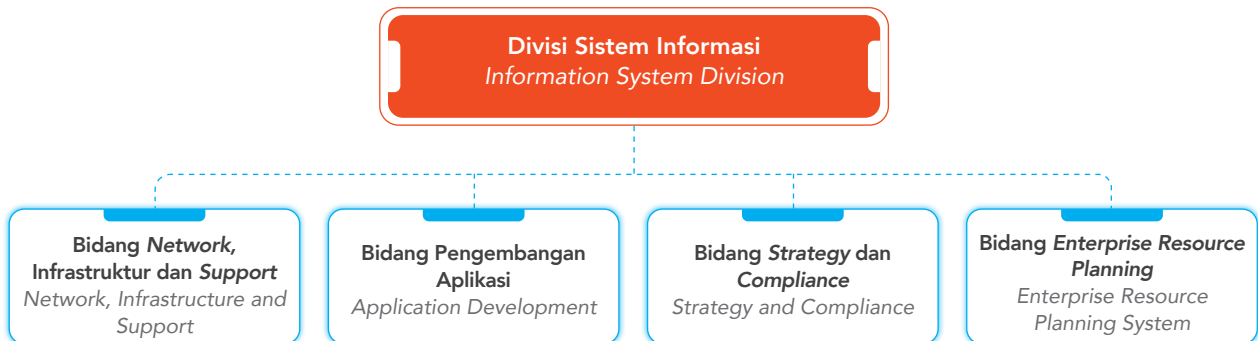 Divisi Sistem Informasi
Information System Division
Bidang Network,
Infrastruktur dan Support
Network, Infrastructure and
Support
Bidang Pengembangan
Aplikasi
Application Development
Bidang Strategy dan
Compliance
Strategy and Compliance
Bidang Enterprise Resource
Planning
Enterprise Resource
Planning System